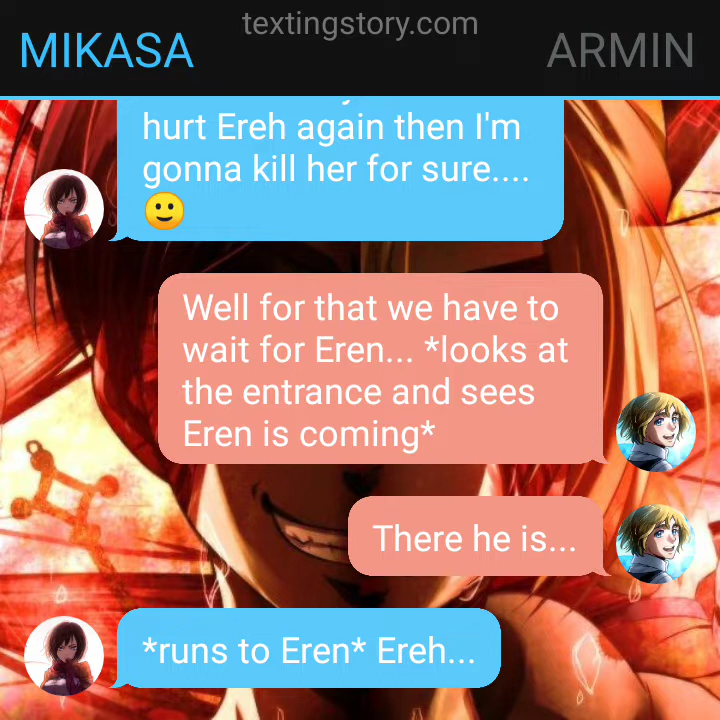 textingstory.com
MIKASA
ARMIN
hurt Ereh again then I'm
gonna kill her for sure....
🙂
Well for that we have to
wait for Eren... *looks at
the entrance and sees
Eren is coming*
There he is...
*runs to Eren* Ereh...